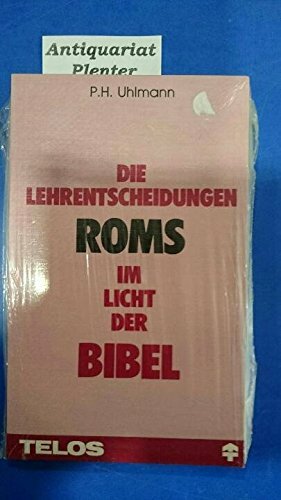 Antiquariat
Plenter
P.H. Uhlmann
DIE
LEHRENTSCHEIDUNGEN
ROMS
IM
LICHT
DER
BIBEL
TELOS